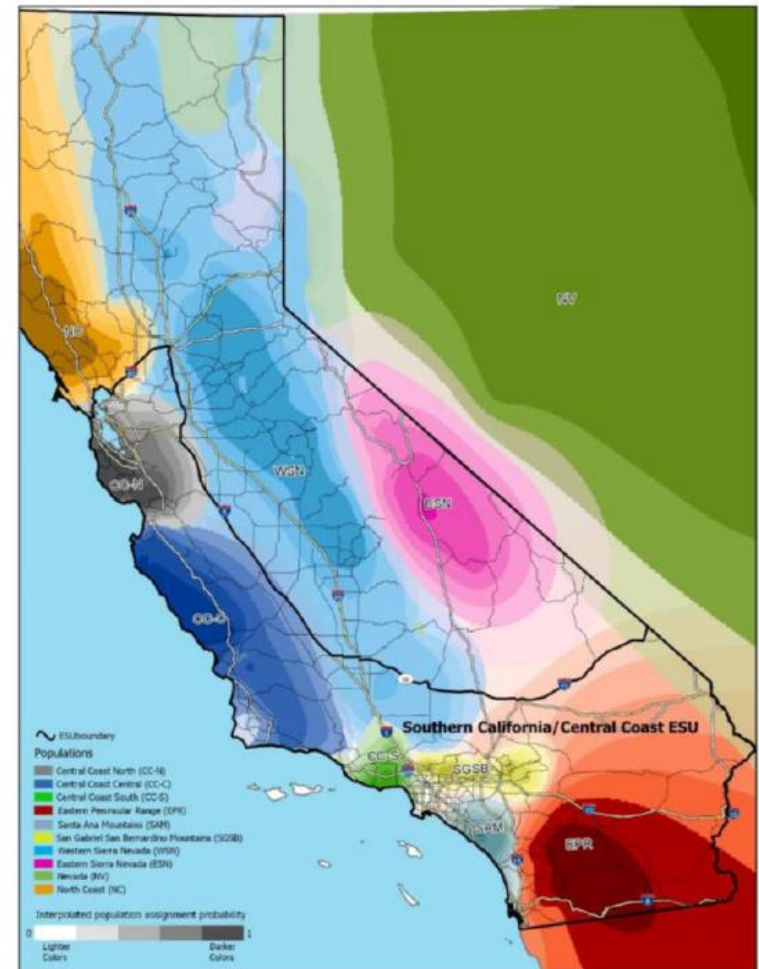 NV
NC
WSN
CC-N
ESN
CC-C
Southern California/Central Coast ESU
CC-S
SGSB
SAM
EPR
ESUboundary
Populations
Central Coast North (CC-N)
Central Coast Central (CC-C)
Central Coast South (CC-S)
Eastern Peninsular Range (EPR)
Santa Ana Mountains (SAM)
San Gabriel San Bernardino Mountains (SGSB)
Western Sierra Nevada (WSN)
Eastern Sierra Nevada (ESN)
Nevada (NV)
North Coast (NC)
Interpolated population assignment probability
0 1
Lighter Darker
Colors Colors